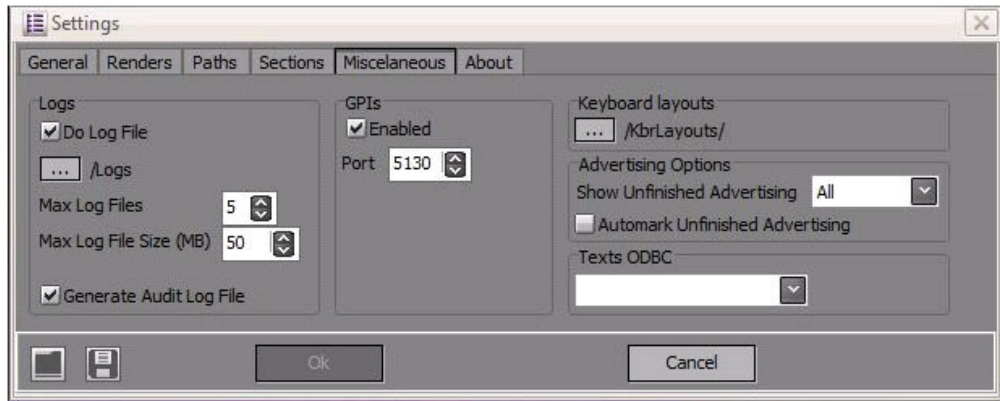 Settings
General Renders Paths Sections Miscelaneous About
Logs
Do Log File
... /Logs
Max Log Files 5
Max Log File Size (MB) 50
Generate Audit Log File
GPIs
Enabled
Port 5130
Keyboard layouts
... /KbrLayouts/
Advertising Options
Show Unfinished Advertising All
Automark Unfinished Advertising
Texts ODBC
Ok Cancel